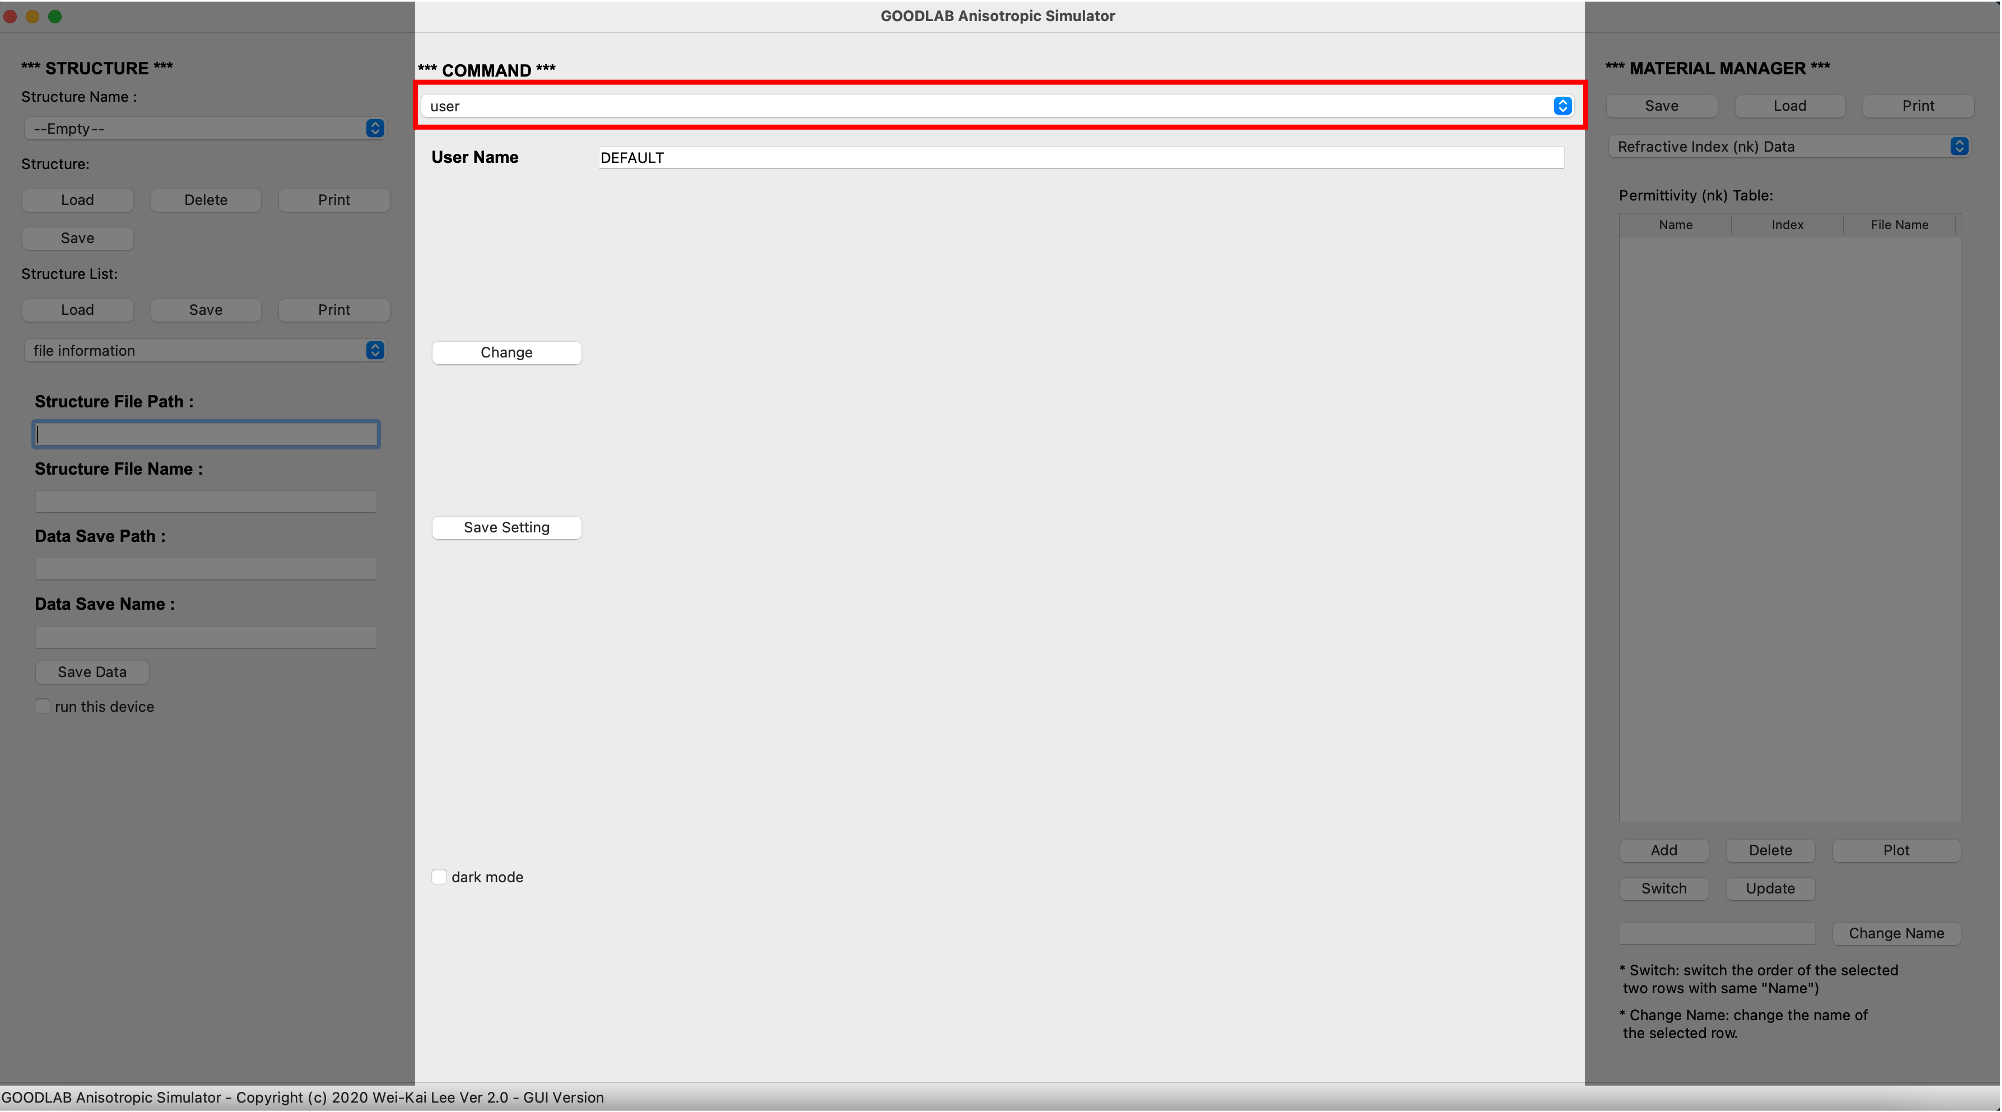 GOODLAB Anisotropic Simulator
*** STRUCTURE ***
Structure Name :
--Empty--
Structure:
Load Delete Print
Save
Structure List:
Load Save Print
file information
Structure File Path :
Structure File Name :
Data Save Path :
Data Save Name :
Save Data
run this device
*** COMMAND ***
user
User Name DEFAULT
Change
Save Setting
dark mode
*** MATERIAL MANAGER ***
Save Load Print
Refractive Index (nk) Data
Permittivity (nk) Table:
Name Index File Name
Add Delete Plot
Switch Update
Change Name
* Switch: switch the order of the selected
two rows with same "Name")
* Change Name: change the name of
the selected row.
GOODLAB Anisotropic Simulator - Copyright (c) 2020 Wei-Kai Lee Ver 2.0 - GUI Version